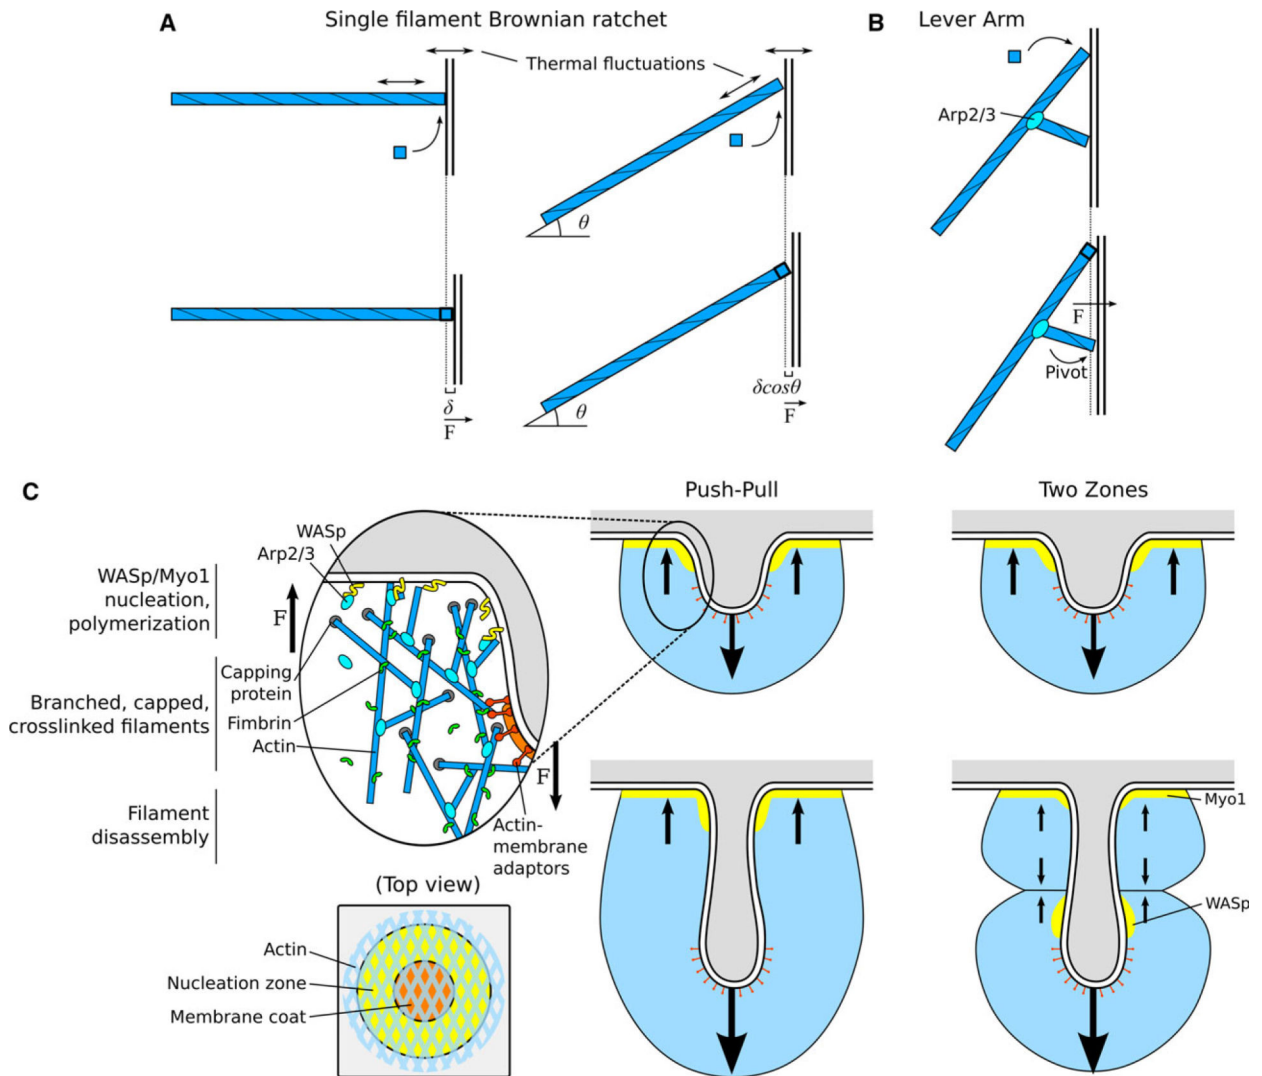 A
Single filament Brownian ratchet
Thermal fluctuations
θ
δ
F
θ
δcosθ
F
B
Lever Arm
Arp2/3
F
Pivot
C
WASp
Arp2/3
WASp/Myo1
nucleation,
polymerization
F
Capping
protein
Branched, capped,
crosslinked filaments
Fimbrin
Actin
F
Filament
disassembly
Actin-
membrane
adaptors
(Top view)
Actin
Nucleation zone
Membrane coat
Push-Pull
Two Zones
Myo1
WASp